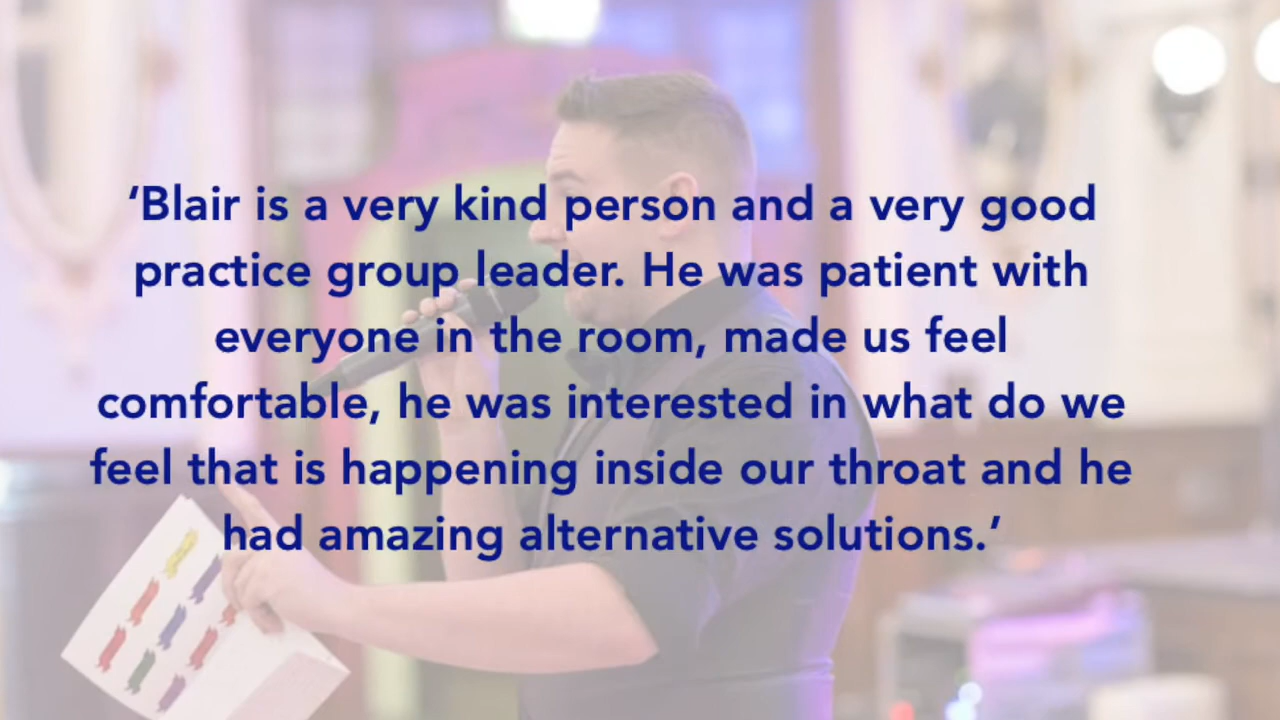 ‘Blair is a very kind person and a very good
practice group leader. He was patient with
everyone in the room, made us feel
comfortable, he was interested in what do we
feel that is happening inside our throat and he
had amazing alternative solutions.’